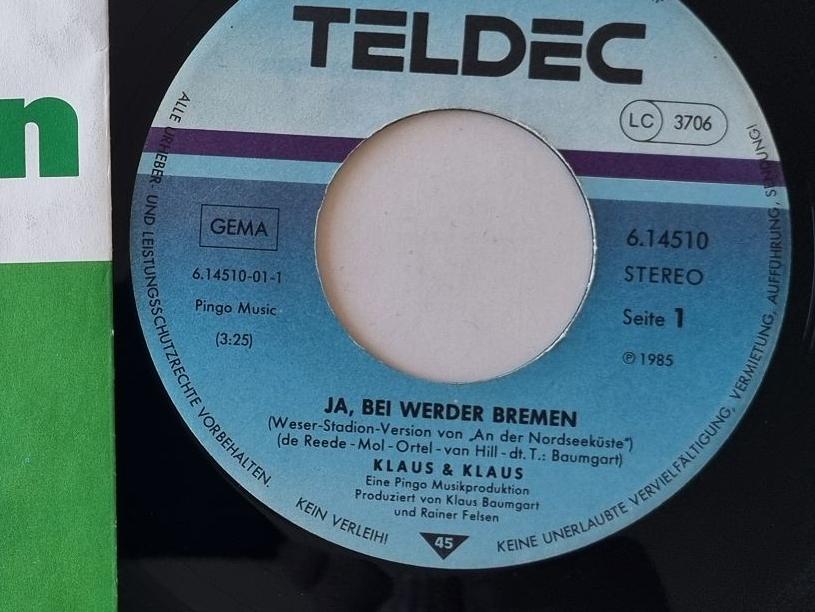 n
TELDEC
LC 3706
GEMA
6.14510-01-1
Pingo Music
(3:25)
6.14510
STEREO
Seite 1
℗ 1985
JA, BEI WERDER BREMEN
(Weser-Stadion-Version von „An der Nordseeküste")
(de Reede - Mol - Ortel - van Hill - dt. T.: Baumgart)
KLAUS & KLAUS
Eine Pingo Musikproduktion
Produziert von Klaus Baumgart
und Rainer Felsen
45
ALLE URHEBER- UND LEISTUNGSSCHUTZRECHTE VORBEHALTEN.
KEIN VERLEIH!
KEINE UNERLAUBTE VERVIELFÄLTIGUNG, VERMIETUNG, AUFFÜHRUNG, SENDUNG!